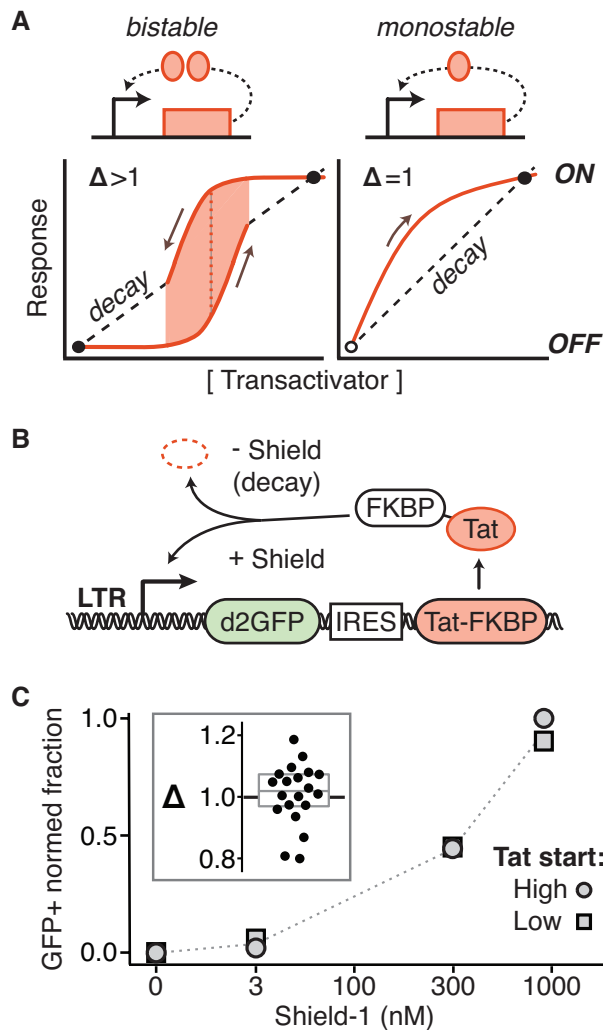 A
bistable
monostable
Δ>1
Δ=1
ON
Response
decay
decay
OFF
[ Transactivator ]
B
- Shield
(decay)
FKBP
Tat
+ Shield
LTR
d2GFP
IRES
Tat-FKBP
C
GFP+ normed fraction
1.0
0.5
0.0
Δ
1.2
1.0
0.8
Tat start:
High
Low
0
3
100
300
1000
Shield-1 (nM)